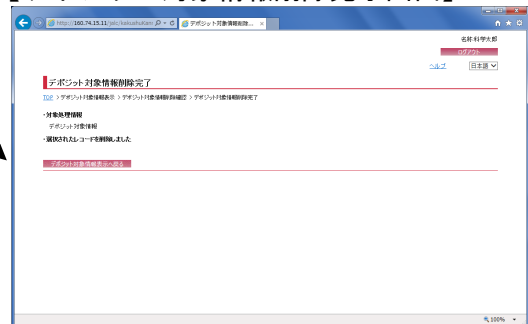 http://160.74.15.11/
デポジット対象情報削除... ×
名称:科学太郎
ログアウト
ヘルプ 日本語
デポジット対象情報削除完了
TOP > デポジット対象情報表示 > デポジット対象情報削除確認 > デポジット対象情報削除完了
・対象処理情報
デポジット対象情報
・選択されたレコードを削除しました
デポジット対象情報表示へ戻る
100%